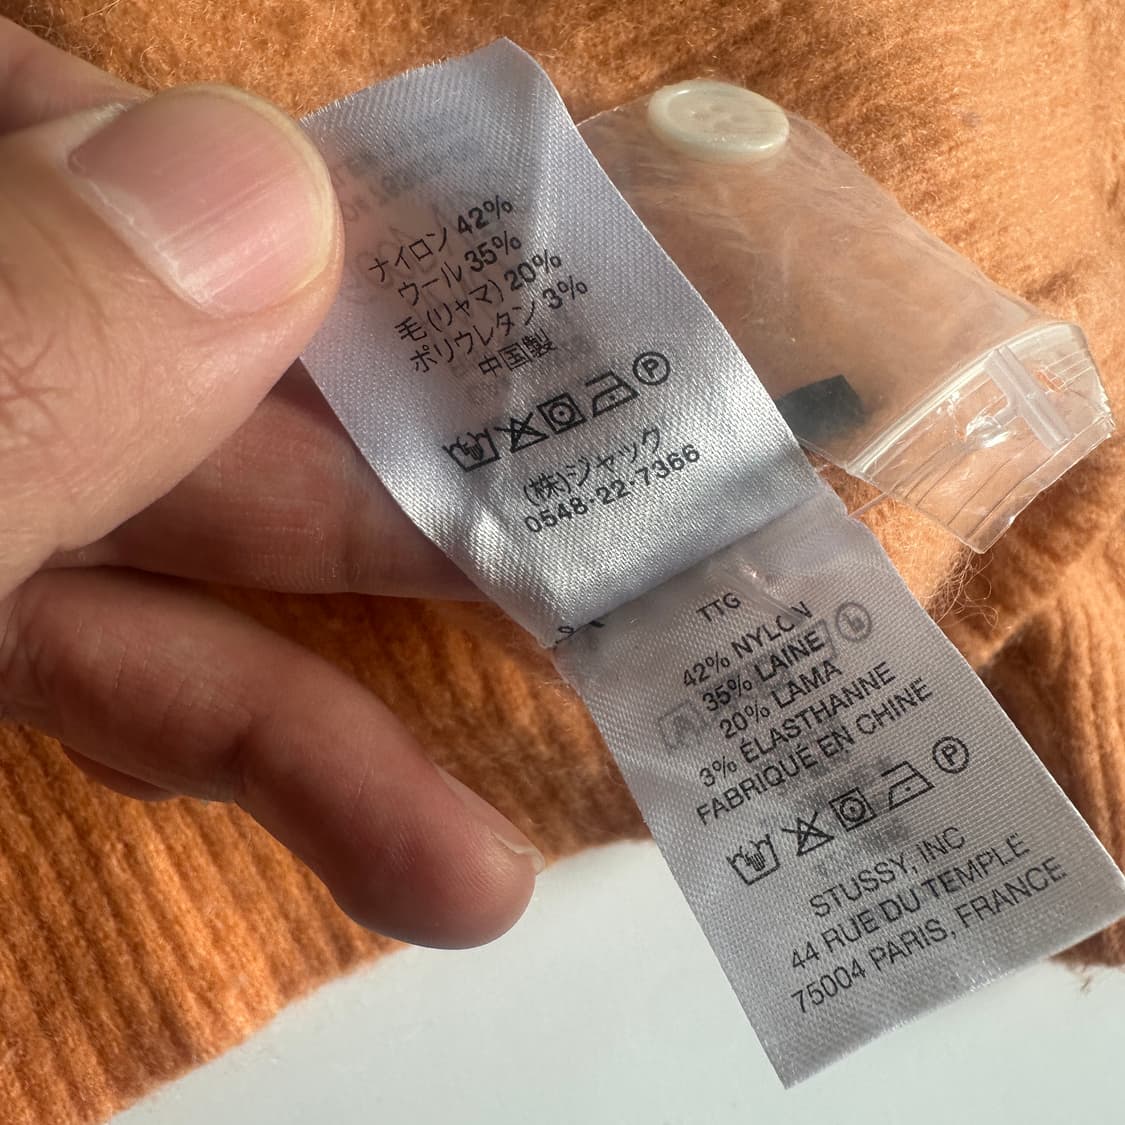 ナイロン 42%
ウール 35%
毛(リャマ) 20%
ポリウレタン 3%
中国製
P
(株)ジャック
0548-22-7366
TTG
42% NYLON
35% LAINE
20% LAMA
3% ÉLASTHANNE
FABRIQUÉ EN CHINE
P
STUSSY, INC
44 RUE DU TEMPLE
75004 PARIS, FRANCE